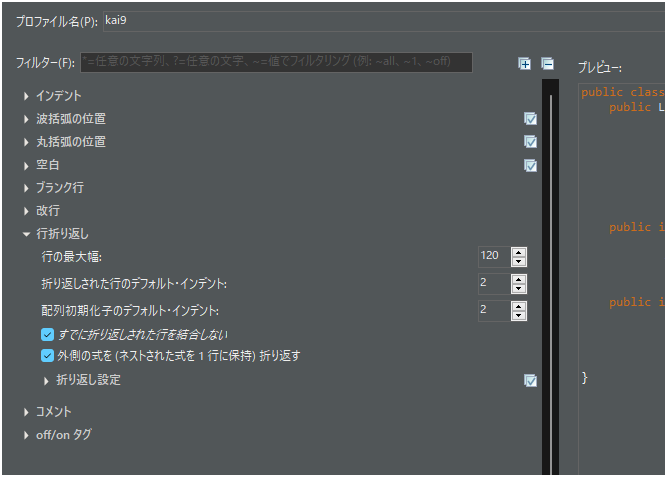 プロファイル名(P): kai9
フィルター(F): *=任意の文字列、?=任意の文字、~=値でフィルタリング (例: ~all、~1、~off)
プレビュー:
インデント
波括弧の位置
丸括弧の位置
空白
ブランク行
改行
行折り返し
行の最大幅: 120
折り返しされた行のデフォルト・インデント: 2
配列初期化子のデフォルト・インデント: 2
すでに折り返しされた行を結合しない
外側の式を (ネストされた式を 1 行に保持) 折り返す
折り返し設定
コメント
off/on タグ
public class
public L
public i
public i
}